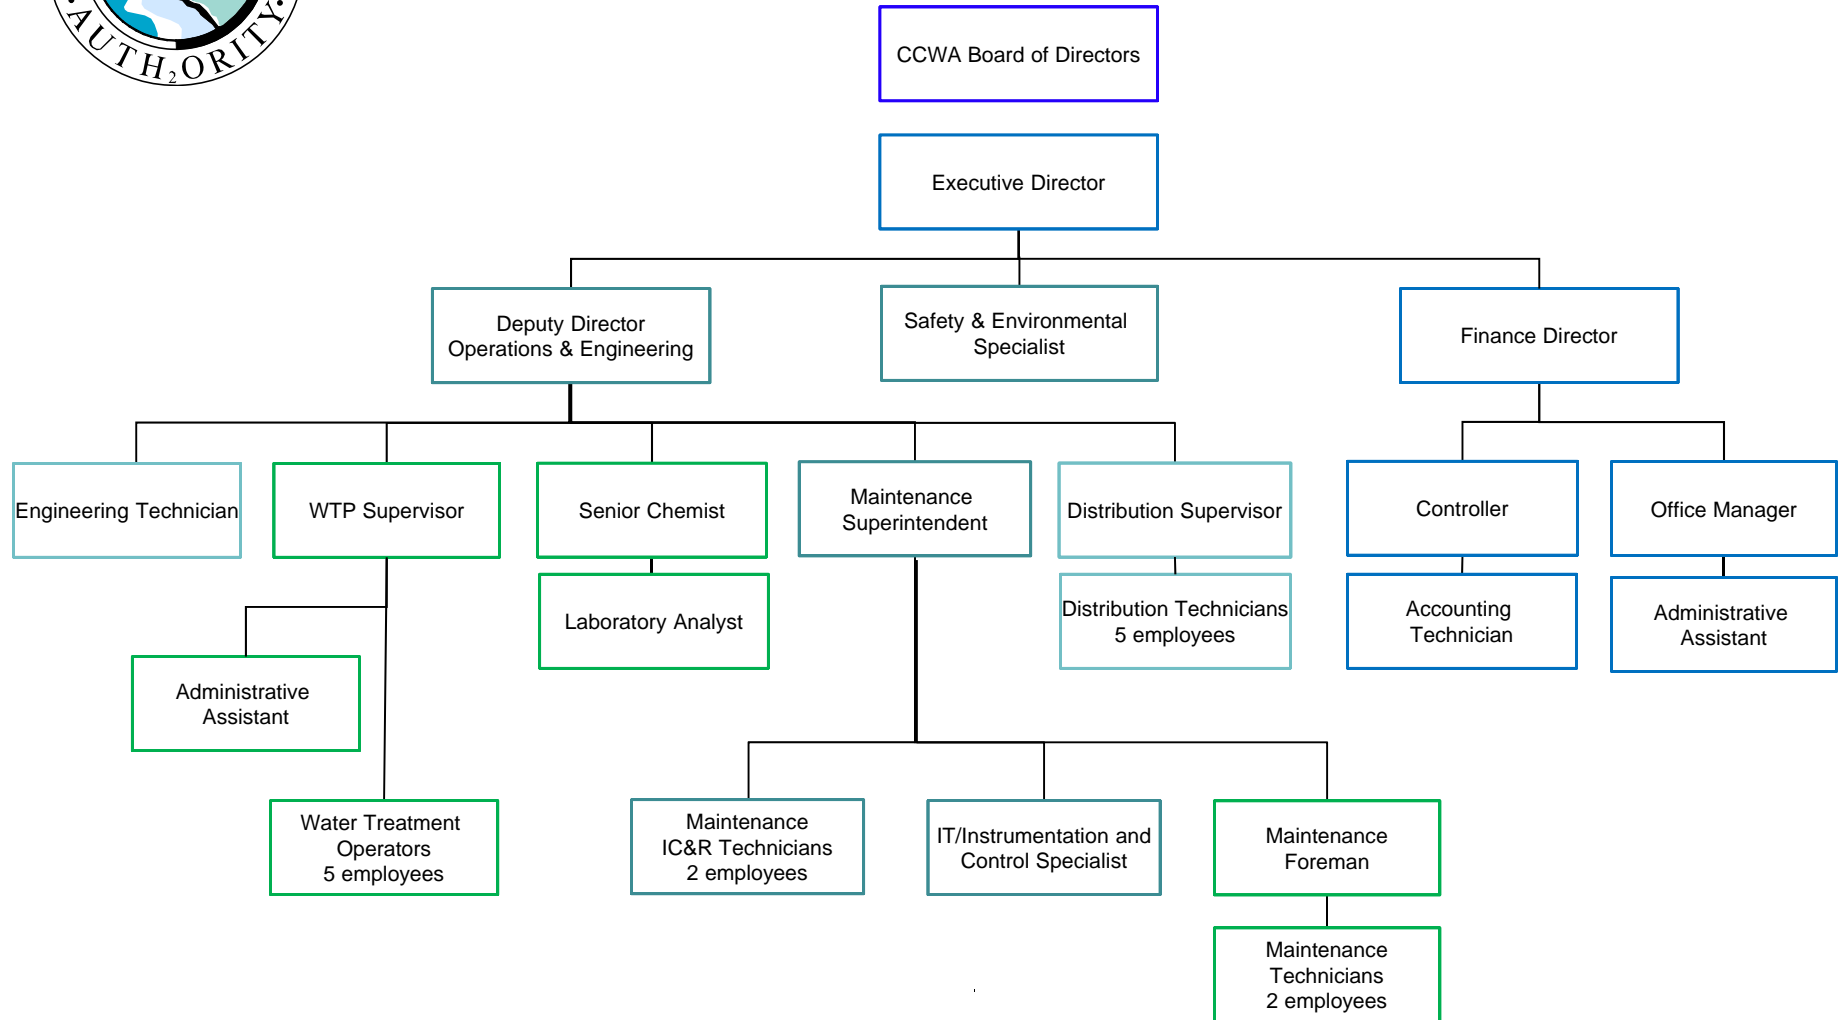 AUTH₂ORITY
CCWA Board of Directors
Executive Director
Deputy Director
Operations & Engineering
Safety & Environmental
Specialist
Finance Director
Engineering Technician
WTP Supervisor
Senior Chemist
Maintenance
Superintendent
Distribution Supervisor
Controller
Office Manager
Laboratory Analyst
Distribution Technicians
5 employees
Accounting
Technician
Administrative
Assistant
Administrative
Assistant
Water Treatment
Operators
5 employees
Maintenance
IC&R Technicians
2 employees
IT/Instrumentation and
Control Specialist
Maintenance
Foreman
Maintenance
Technicians
2 employees